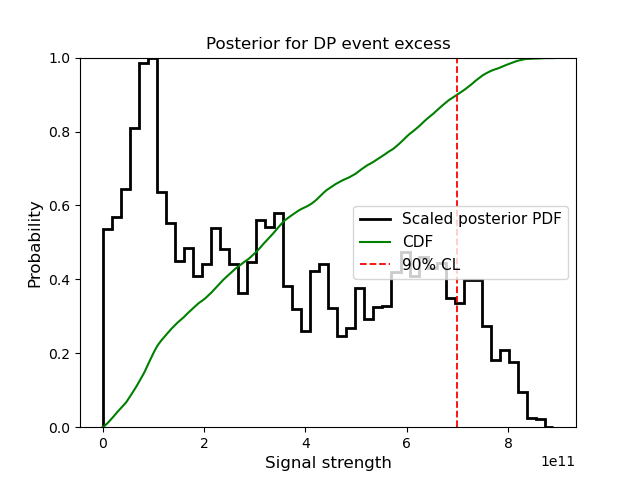 Posterior for DP event excess
1.0
0.8
0.6
0.4
0.2
0.0
Probability
Scaled posterior PDF
CDF
90% CL
0
2
4
6
8
1e11
Signal strength